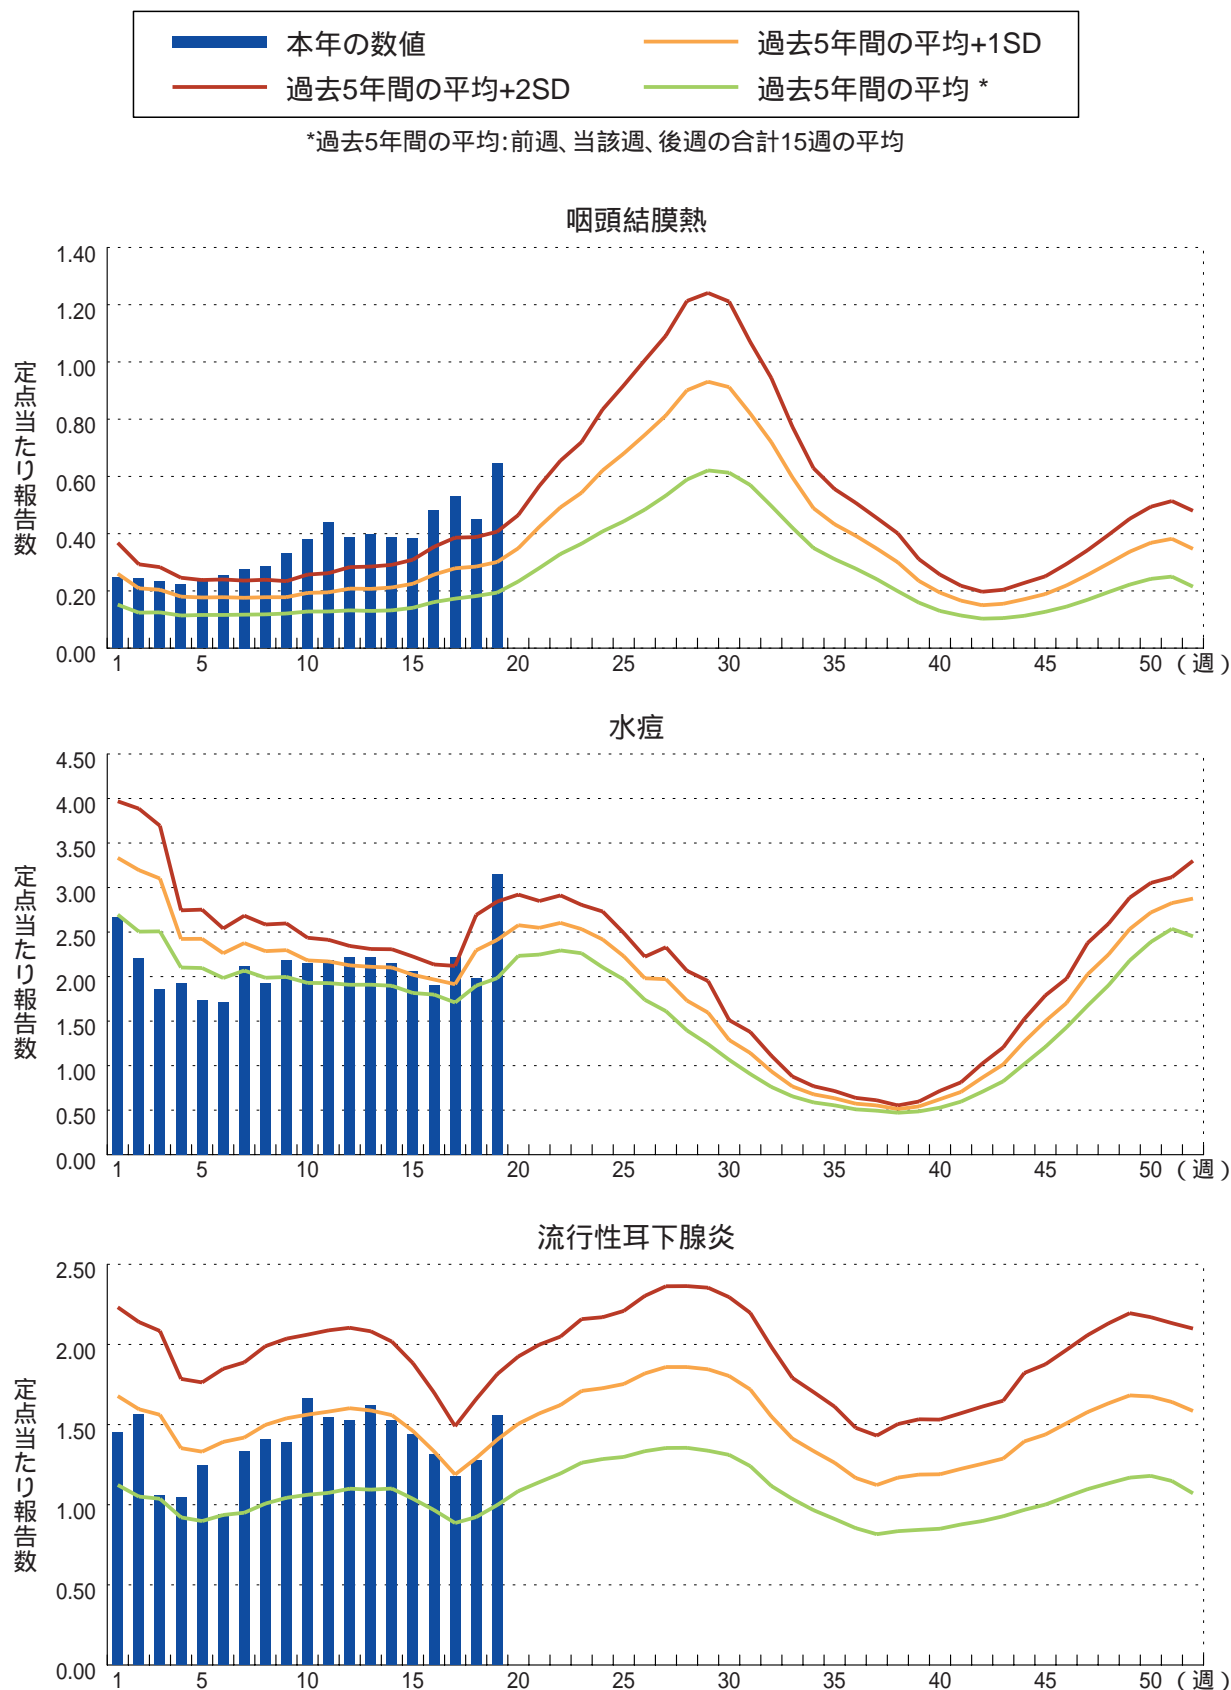 本年の数値
過去5年間の平均+1SD
過去5年間の平均+2SD
過去5年間の平均 *
*過去5年間の平均：前週、当該週、後週の合計15週の平均
咽頭結膜熱
定点当たり報告数
1.40
1.20
1.00
0.80
0.60
0.40
0.20
0.00
1 5 10 15 20 25 30 35 40 45 50 （週）
水痘
定点当たり報告数
4.50
4.00
3.50
3.00
2.50
2.00
1.50
1.00
0.50
0.00
1 5 10 15 20 25 30 35 40 45 50 （週）
流行性耳下腺炎
定点当たり報告数
2.50
2.00
1.50
1.00
0.50
0.00
1 5 10 15 20 25 30 35 40 45 50 （週）